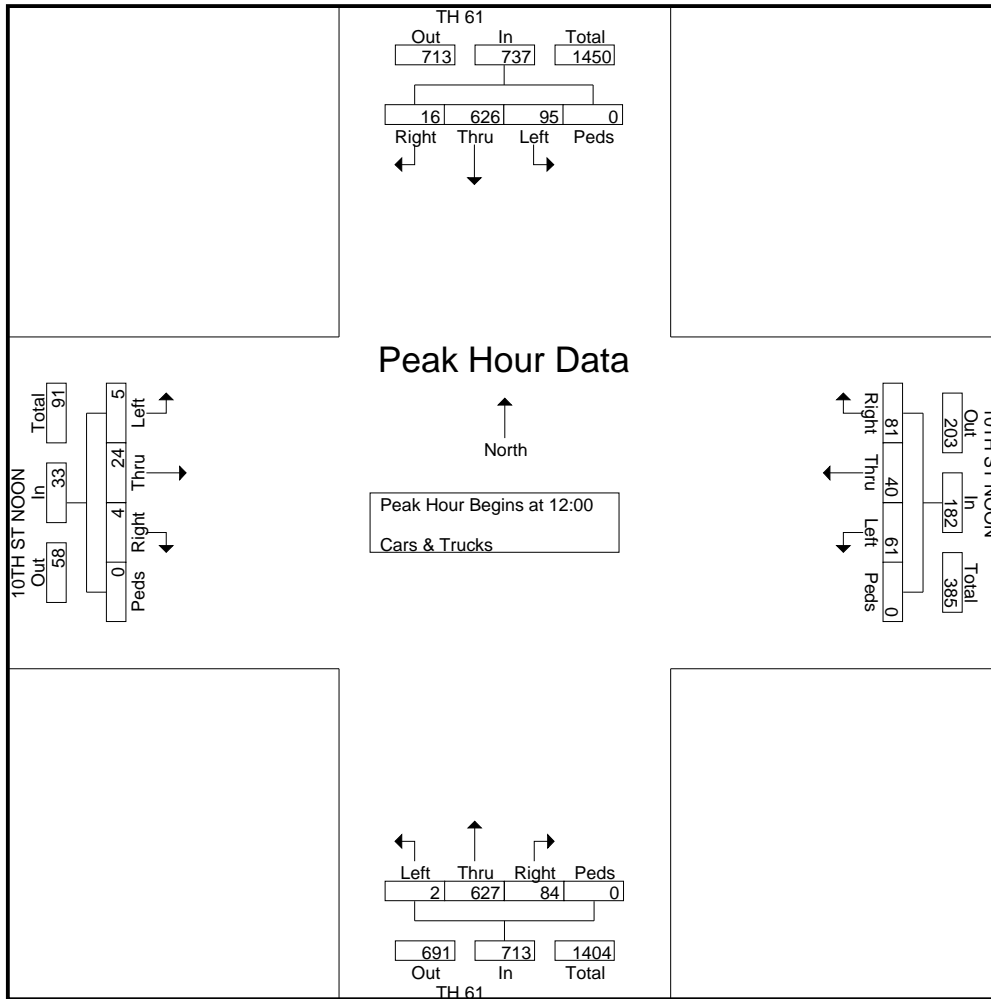 TH 61
Out In Total
713 737 1450
16 626 95 0
Right Thru Left Peds
Peak Hour Data
North
Peak Hour Begins at 12:00
Cars & Trucks
10TH ST NOON
Out In Total
203 182 385
81 40 61 0
Right Thru Left Peds
10TH ST NOON
Out In Total
58 33 91
5 24 4 0
Left Thru Right Peds
Left Thru Right Peds
2 627 84 0
691 713 1404
Out In Total
TH 61